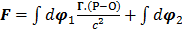 𝑭 = ∫ 𝑑𝝋₁ 𝚪.(P−O)/𝑐² + ∫ 𝑑𝝋₂